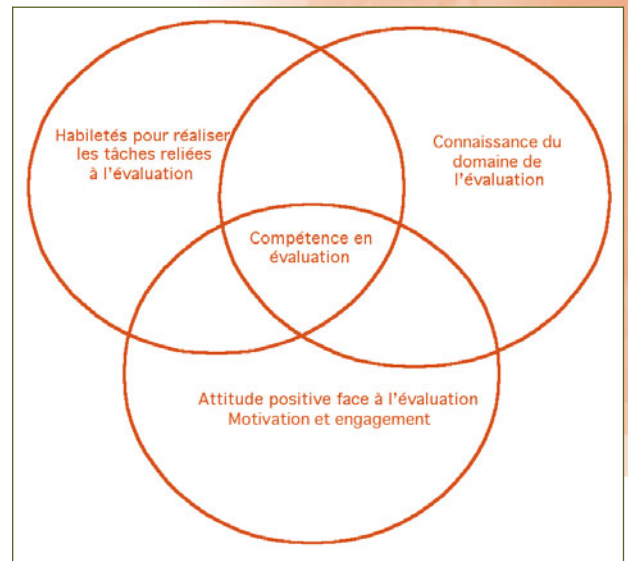 Habiletés pour réaliser
les tâches reliées
à l'évaluation
Connaissance du
domaine de
l'évaluation
Compétence en
évaluation
Attitude positive face à l'évaluation
Motivation et engagement